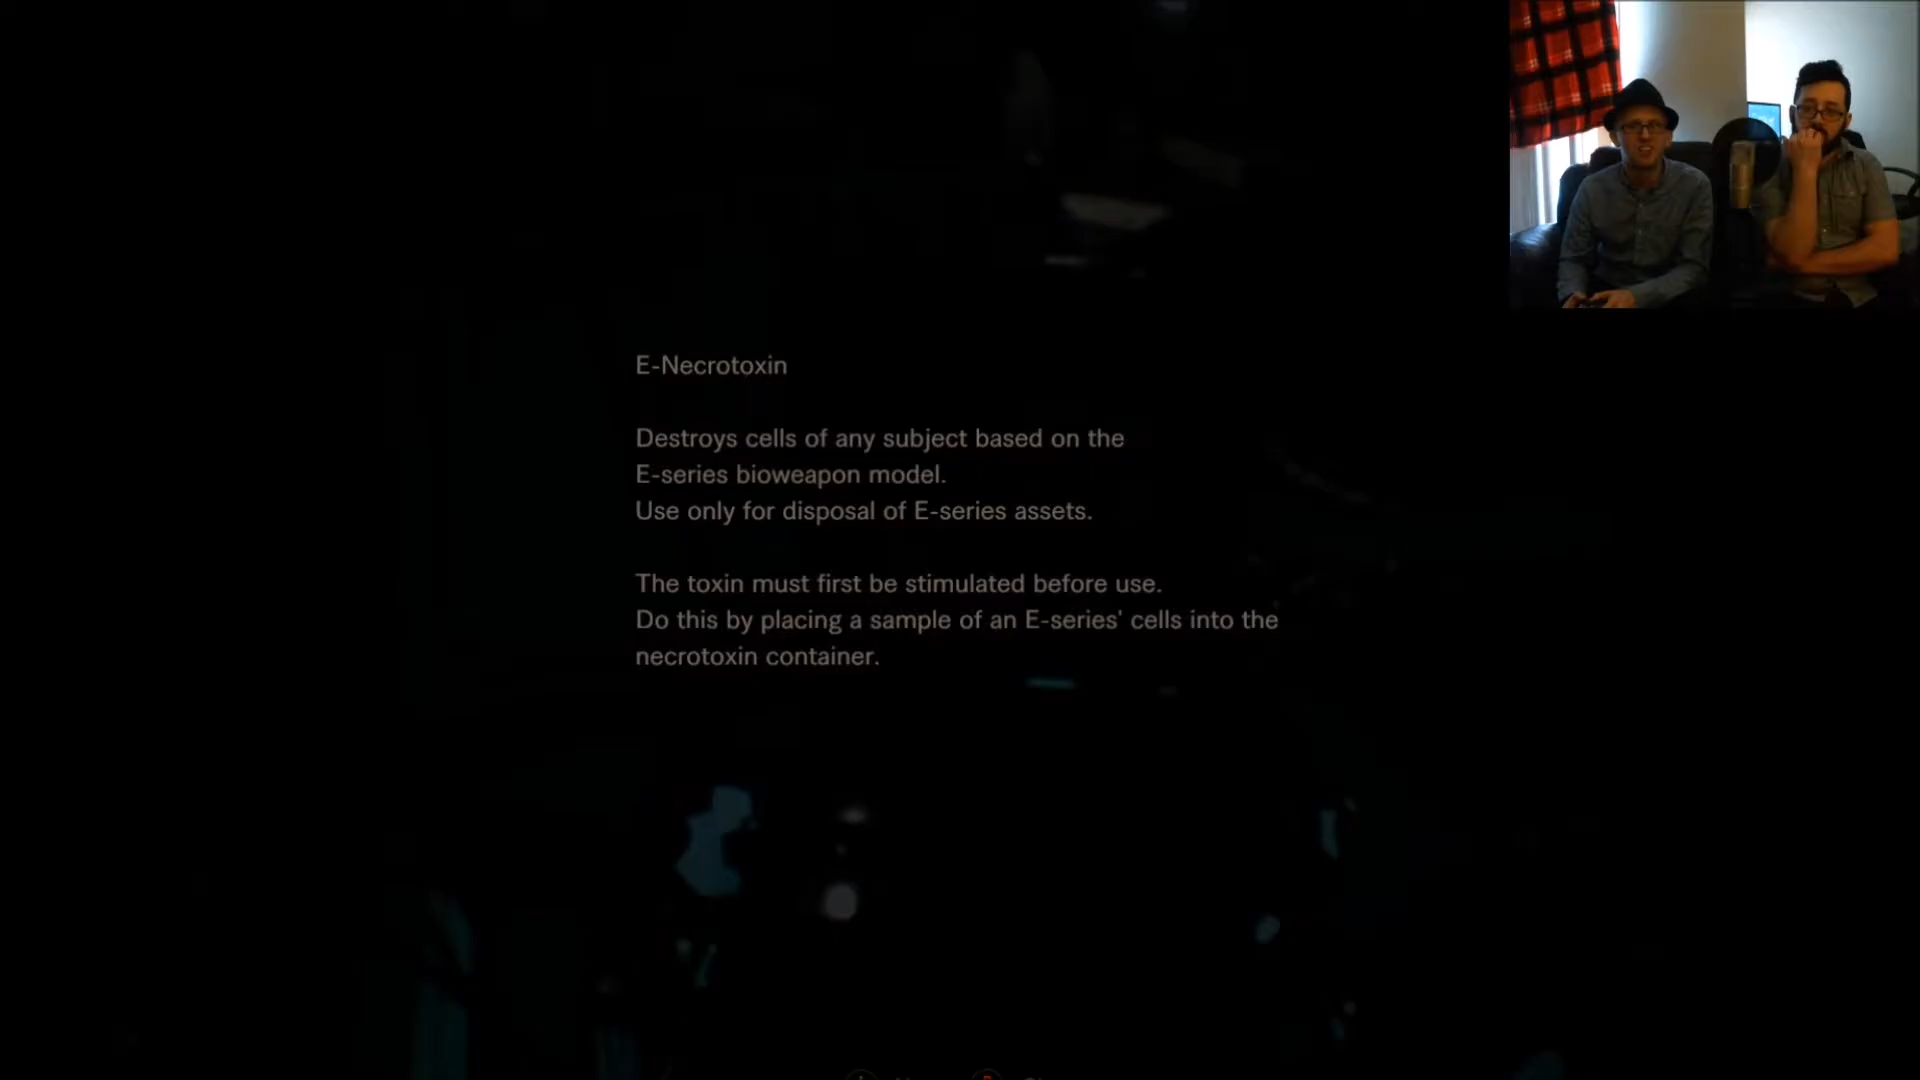 E-Necrotoxin
Destroys cells of any subject based on the
E-series bioweapon model.
Use only for disposal of E-series assets.
The toxin must first be stimulated before use.
Do this by placing a sample of an E-series' cells into the
necrotoxin container.